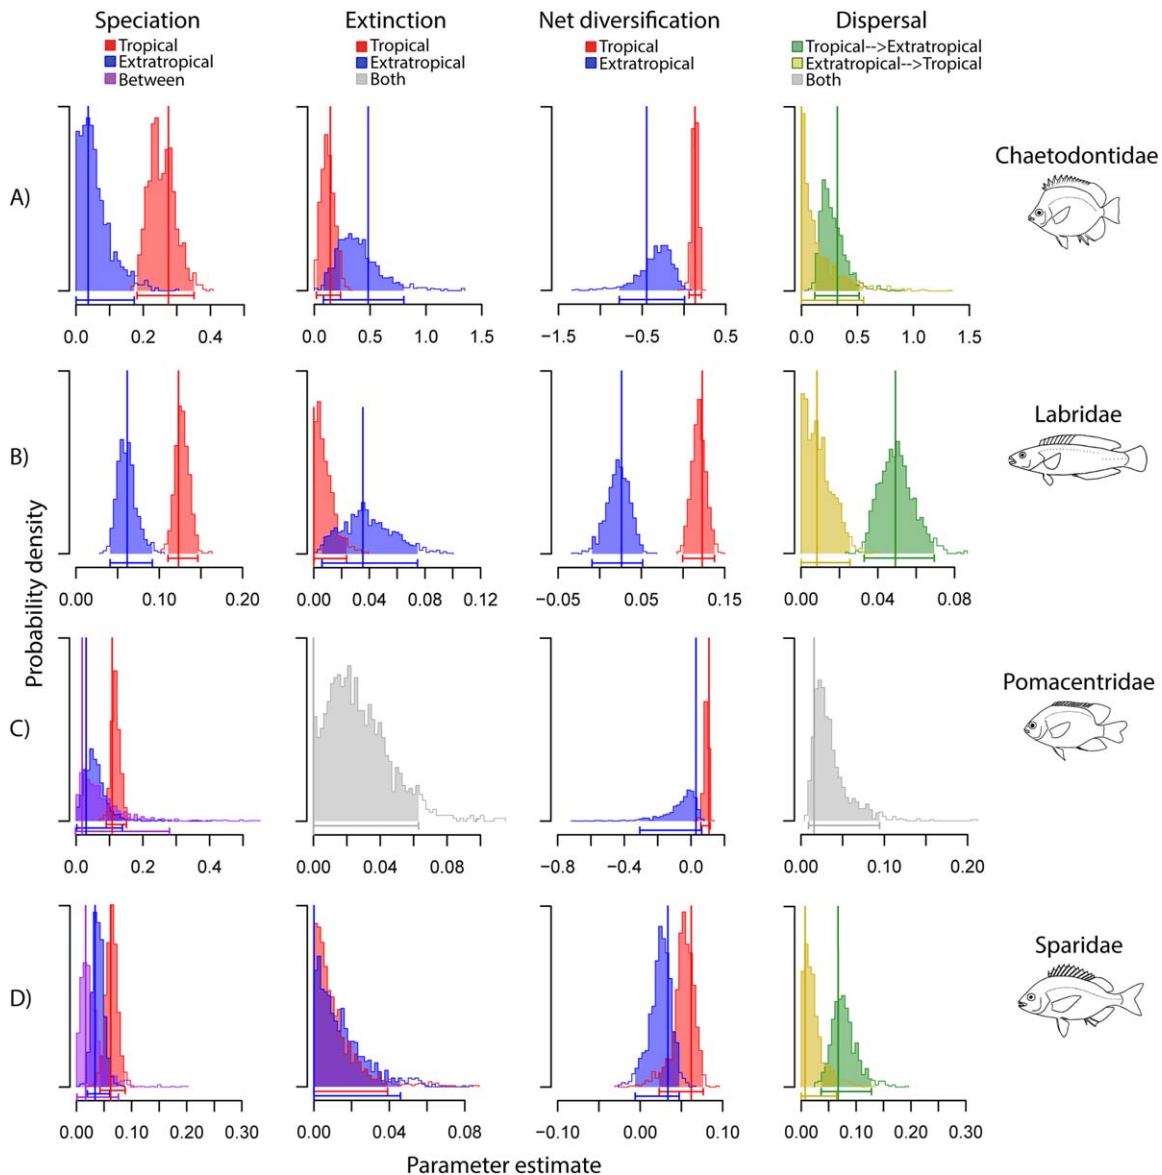 Speciation
Tropical
Extratropical
Between
Extinction
Tropical
Extratropical
Both
Net diversification
Tropical
Extratropical
Dispersal
Tropical-->Extratropical
Extratropical-->Tropical
Both
A)
0.0 0.2 0.4
0.0 0.5 1.0 1.5
−1.5 −0.5 0.5
0.0 0.5 1.0 1.5
Chaetodontidae
B)
0.00 0.10 0.20
0.00 0.04 0.08 0.12
−0.05 0.05 0.15
0.00 0.04 0.08
Labridae
Probability density
C)
0.0 0.2 0.4
0.00 0.04 0.08
−0.8 −0.4 0.0
0.00 0.10 0.20
Pomacentridae
D)
0.00 0.10 0.20 0.30
0.00 0.04 0.08
−0.10 0.00 0.10
0.00 0.10 0.20 0.30
Sparidae
Parameter estimate